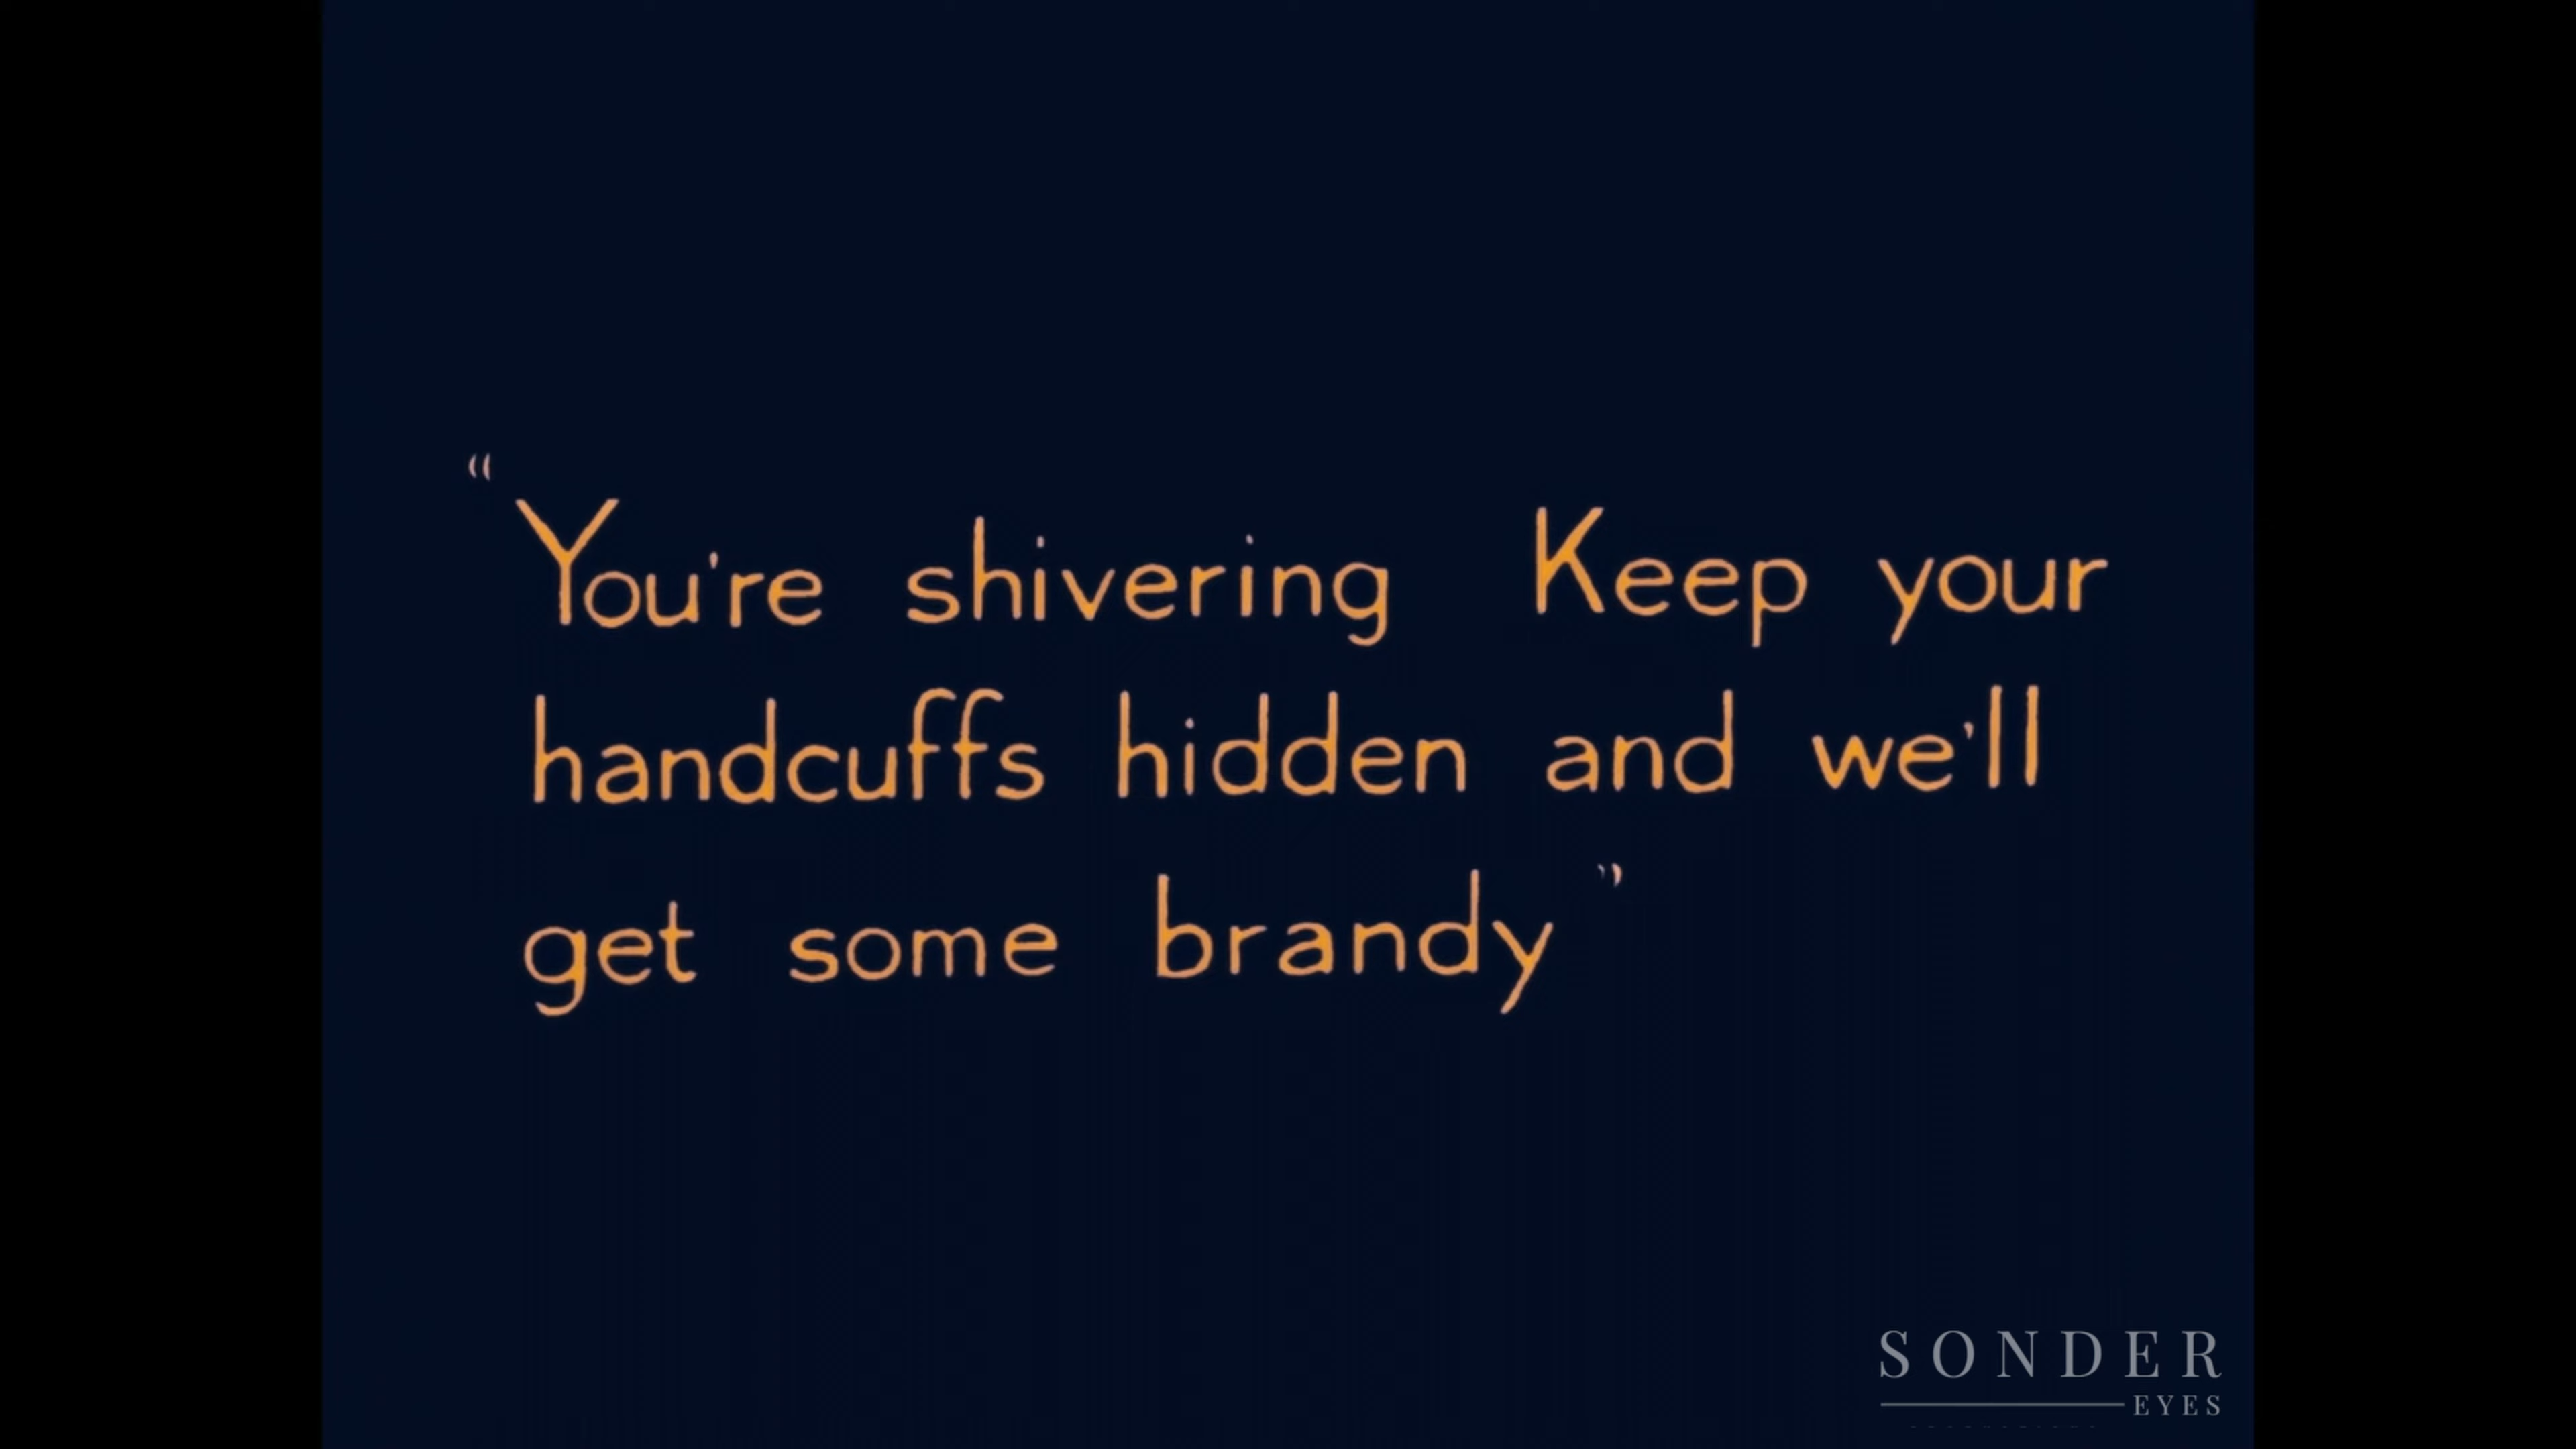 "You're shivering Keep your
handcuffs hidden and we'll
get some brandy"
SONDER
EYES